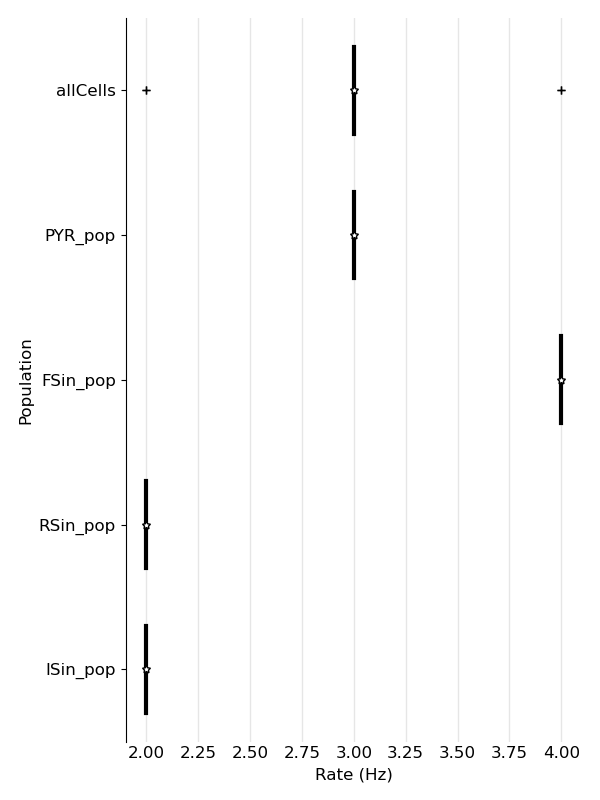 allCells
PYR_pop
FSin_pop
RSin_pop
ISin_pop
Population
2.00 2.25 2.50 2.75 3.00 3.25 3.50 3.75 4.00
Rate (Hz)